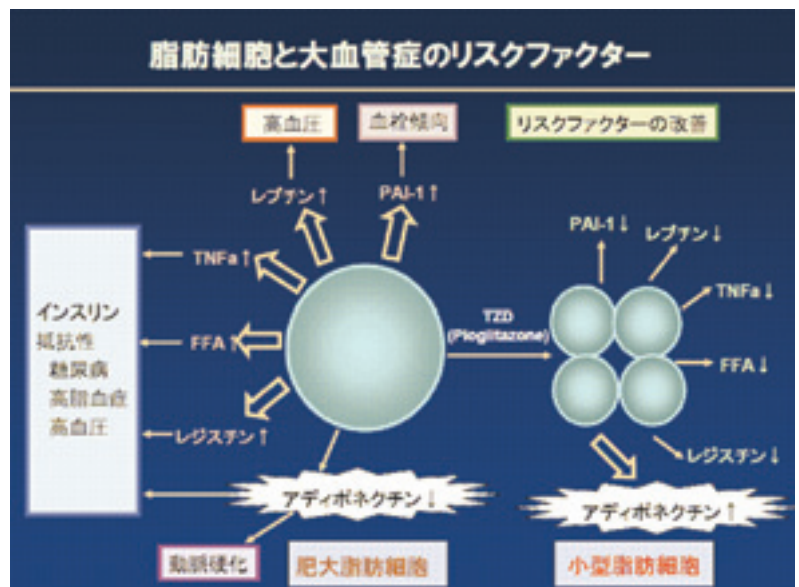 脂肪細胞と大血管症のリスクファクター
高血圧
血栓傾向
リスクファクターの改善
レプチン↑
PAI-1↑
PAI-1↓
レプチン↓
TNFa↑
TNFa↓
インスリン
抵抗性
糖尿病
高脂血症
高血圧
FFA↑
TZD
(Pioglitazone)
FFA↓
レジスチン↑
レジスチン↓
アディポネクチン↓
アディポネクチン↑
動脈硬化
肥大脂肪細胞
小型脂肪細胞